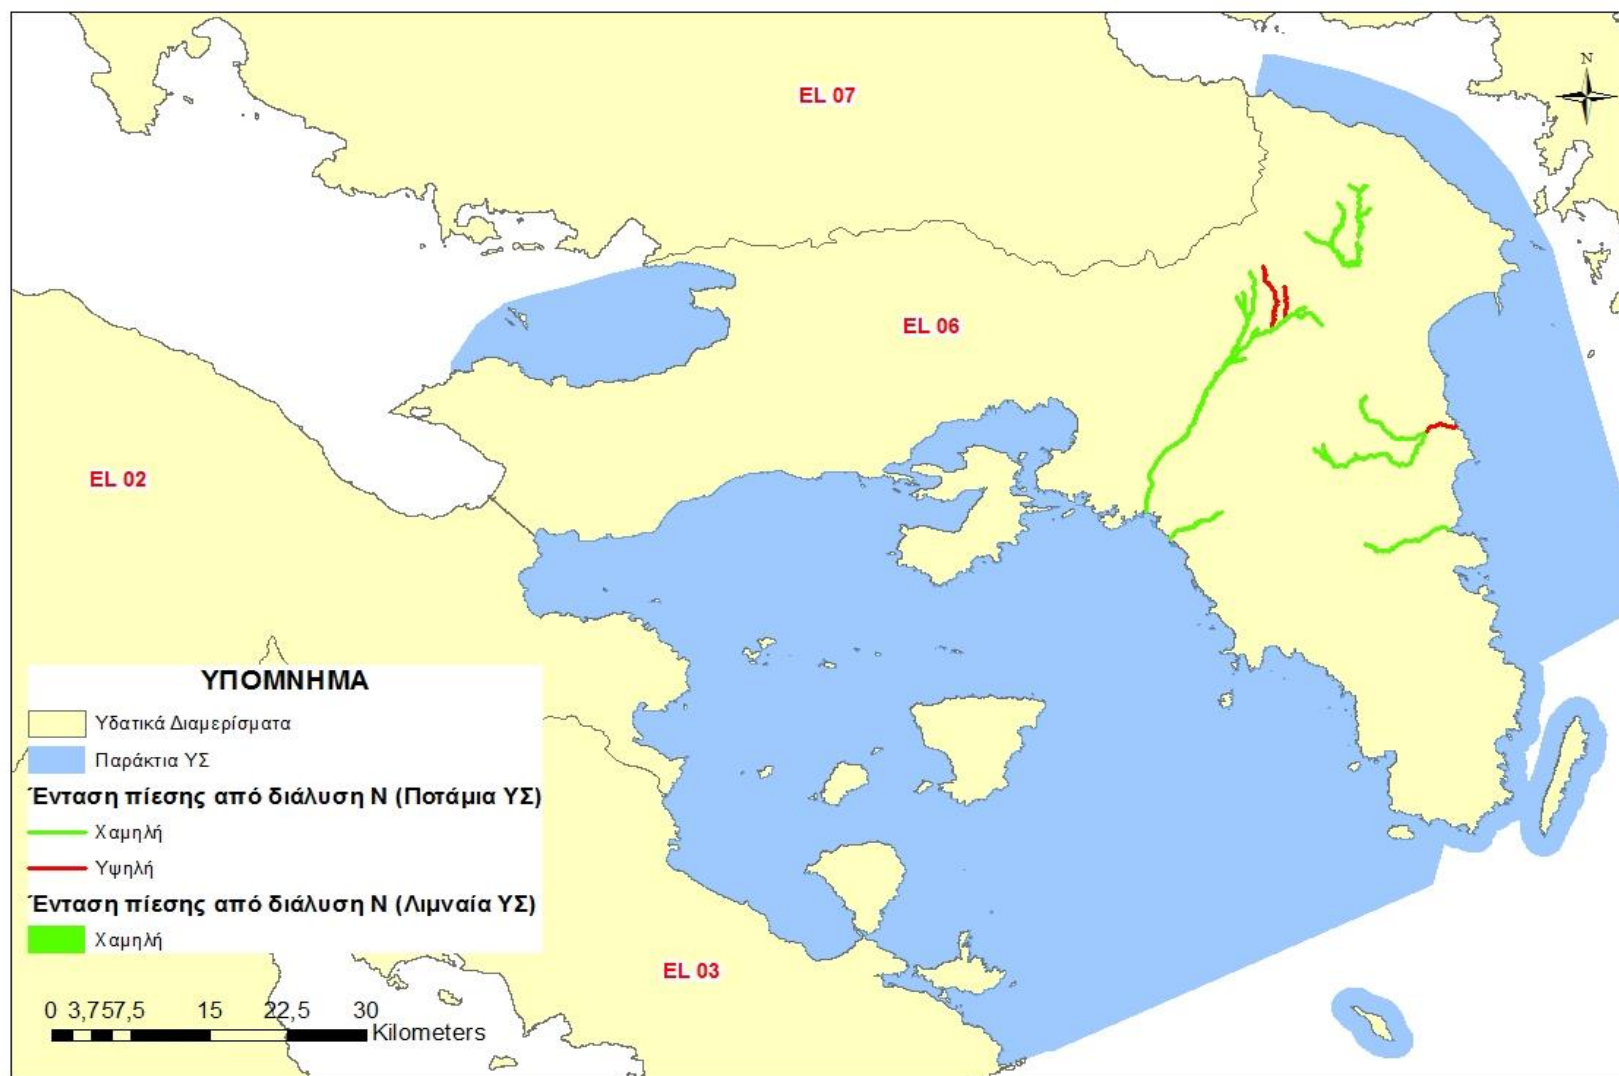 N
EL 07
EL 06
EL 02
EL 03
ΥΠΟΜΝΗΜΑ
Υδατικά Διαμερίσματα
Παράκτια ΥΣ
Ένταση πίεσης από διάλυση Ν (Ποτάμια ΥΣ)
Χαμηλή
Υψηλή
Ένταση πίεσης από διάλυση Ν (Λιμναία ΥΣ)
Χαμηλή
0 3,757,5 15 22,5 30
Kilometers